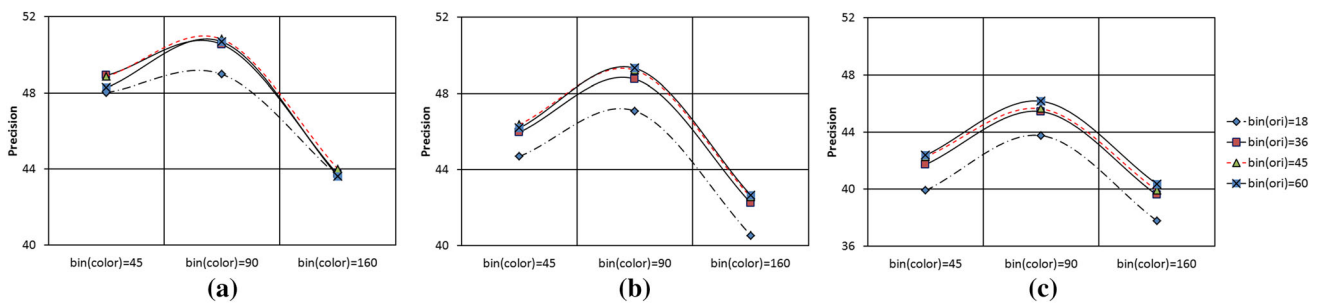 52
48
44
40
Precision
bin(color)=45 bin(color)=90 bin(color)=160
(a)
52
48
44
40
Precision
bin(color)=45 bin(color)=90 bin(color)=160
(b)
52
48
44
40
36
Precision
bin(color)=45 bin(color)=90 bin(color)=160
(c)
bin(ori)=18
bin(ori)=36
bin(ori)=45
bin(ori)=60